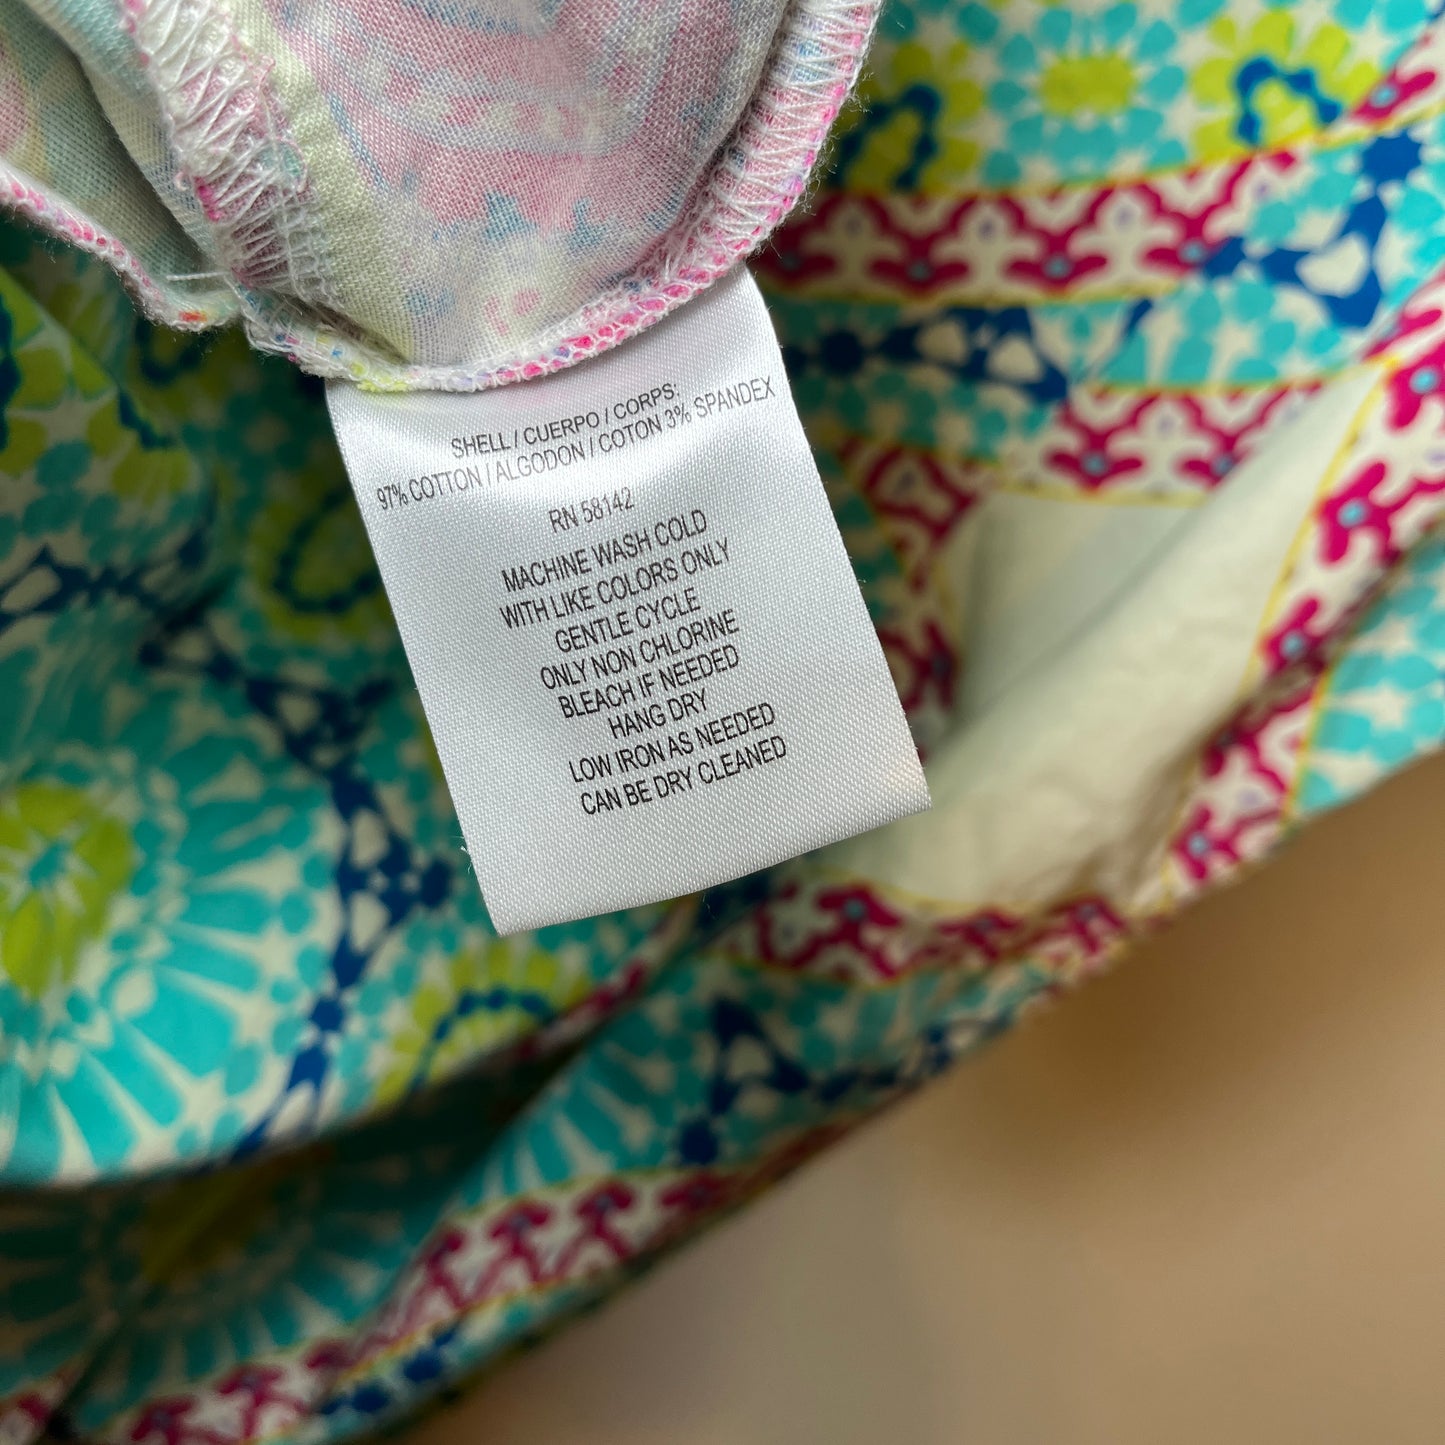 SHELL / CUERPO / CORPS:
97% COTTON / ALGODON / COTON 3% SPANDEX
RN 58142
MACHINE WASH COLD
WITH LIKE COLORS ONLY
GENTLE CYCLE
ONLY NON CHLORINE
BLEACH IF NEEDED
HANG DRY
LOW IRON AS NEEDED
CAN BE DRY CLEANED